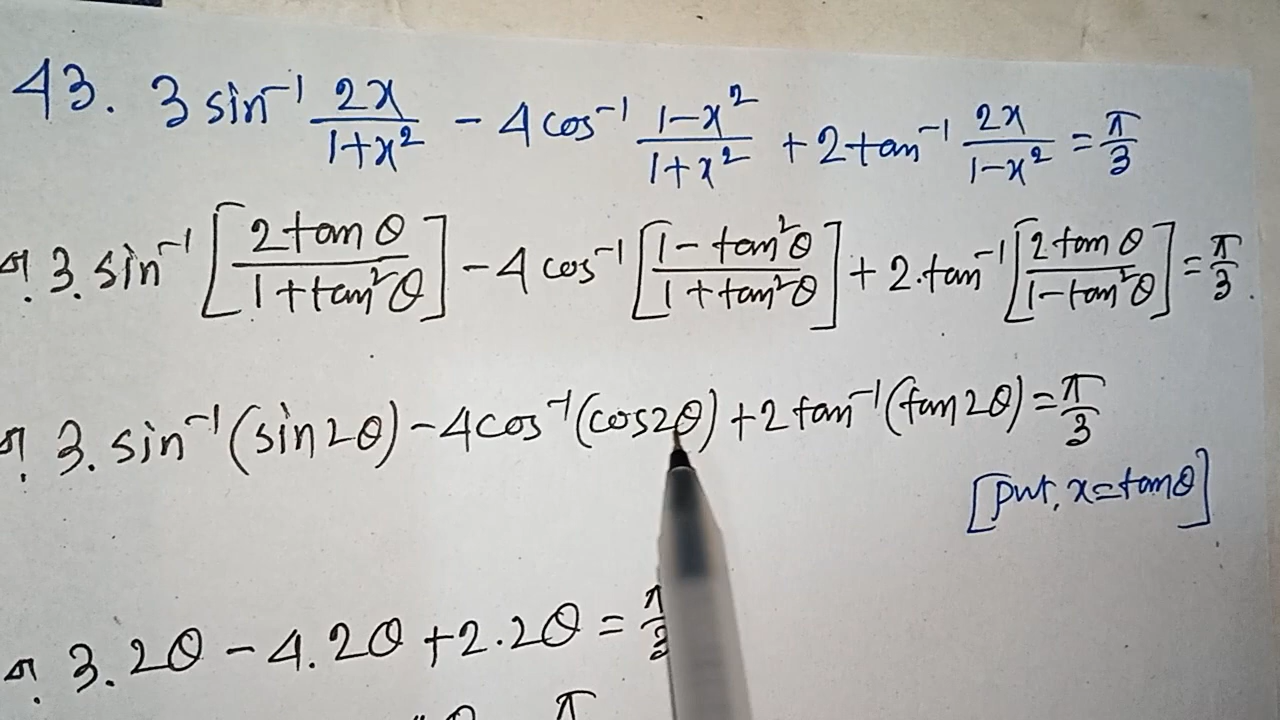 43. 3 sin⁻¹ 2x/1+x² - 4 cos⁻¹ 1-x²/1+x² + 2 tan⁻¹ 2x/1-x² = π/3
বা, 3. sin⁻¹ [2 tan θ/1+tan²θ] - 4 cos⁻¹ [1-tan²θ/1+tan²θ] + 2. tan⁻¹ [2 tan θ/1-tan²θ] = π/3.
বা, 3. sin⁻¹ (sin 2θ) - 4 cos⁻¹ (cos 2θ) + 2 tan⁻¹ (tan 2θ) = π/3
[put, x = tan θ]
বা, 3. 2θ - 4. 2θ + 2. 2θ = π/3
π